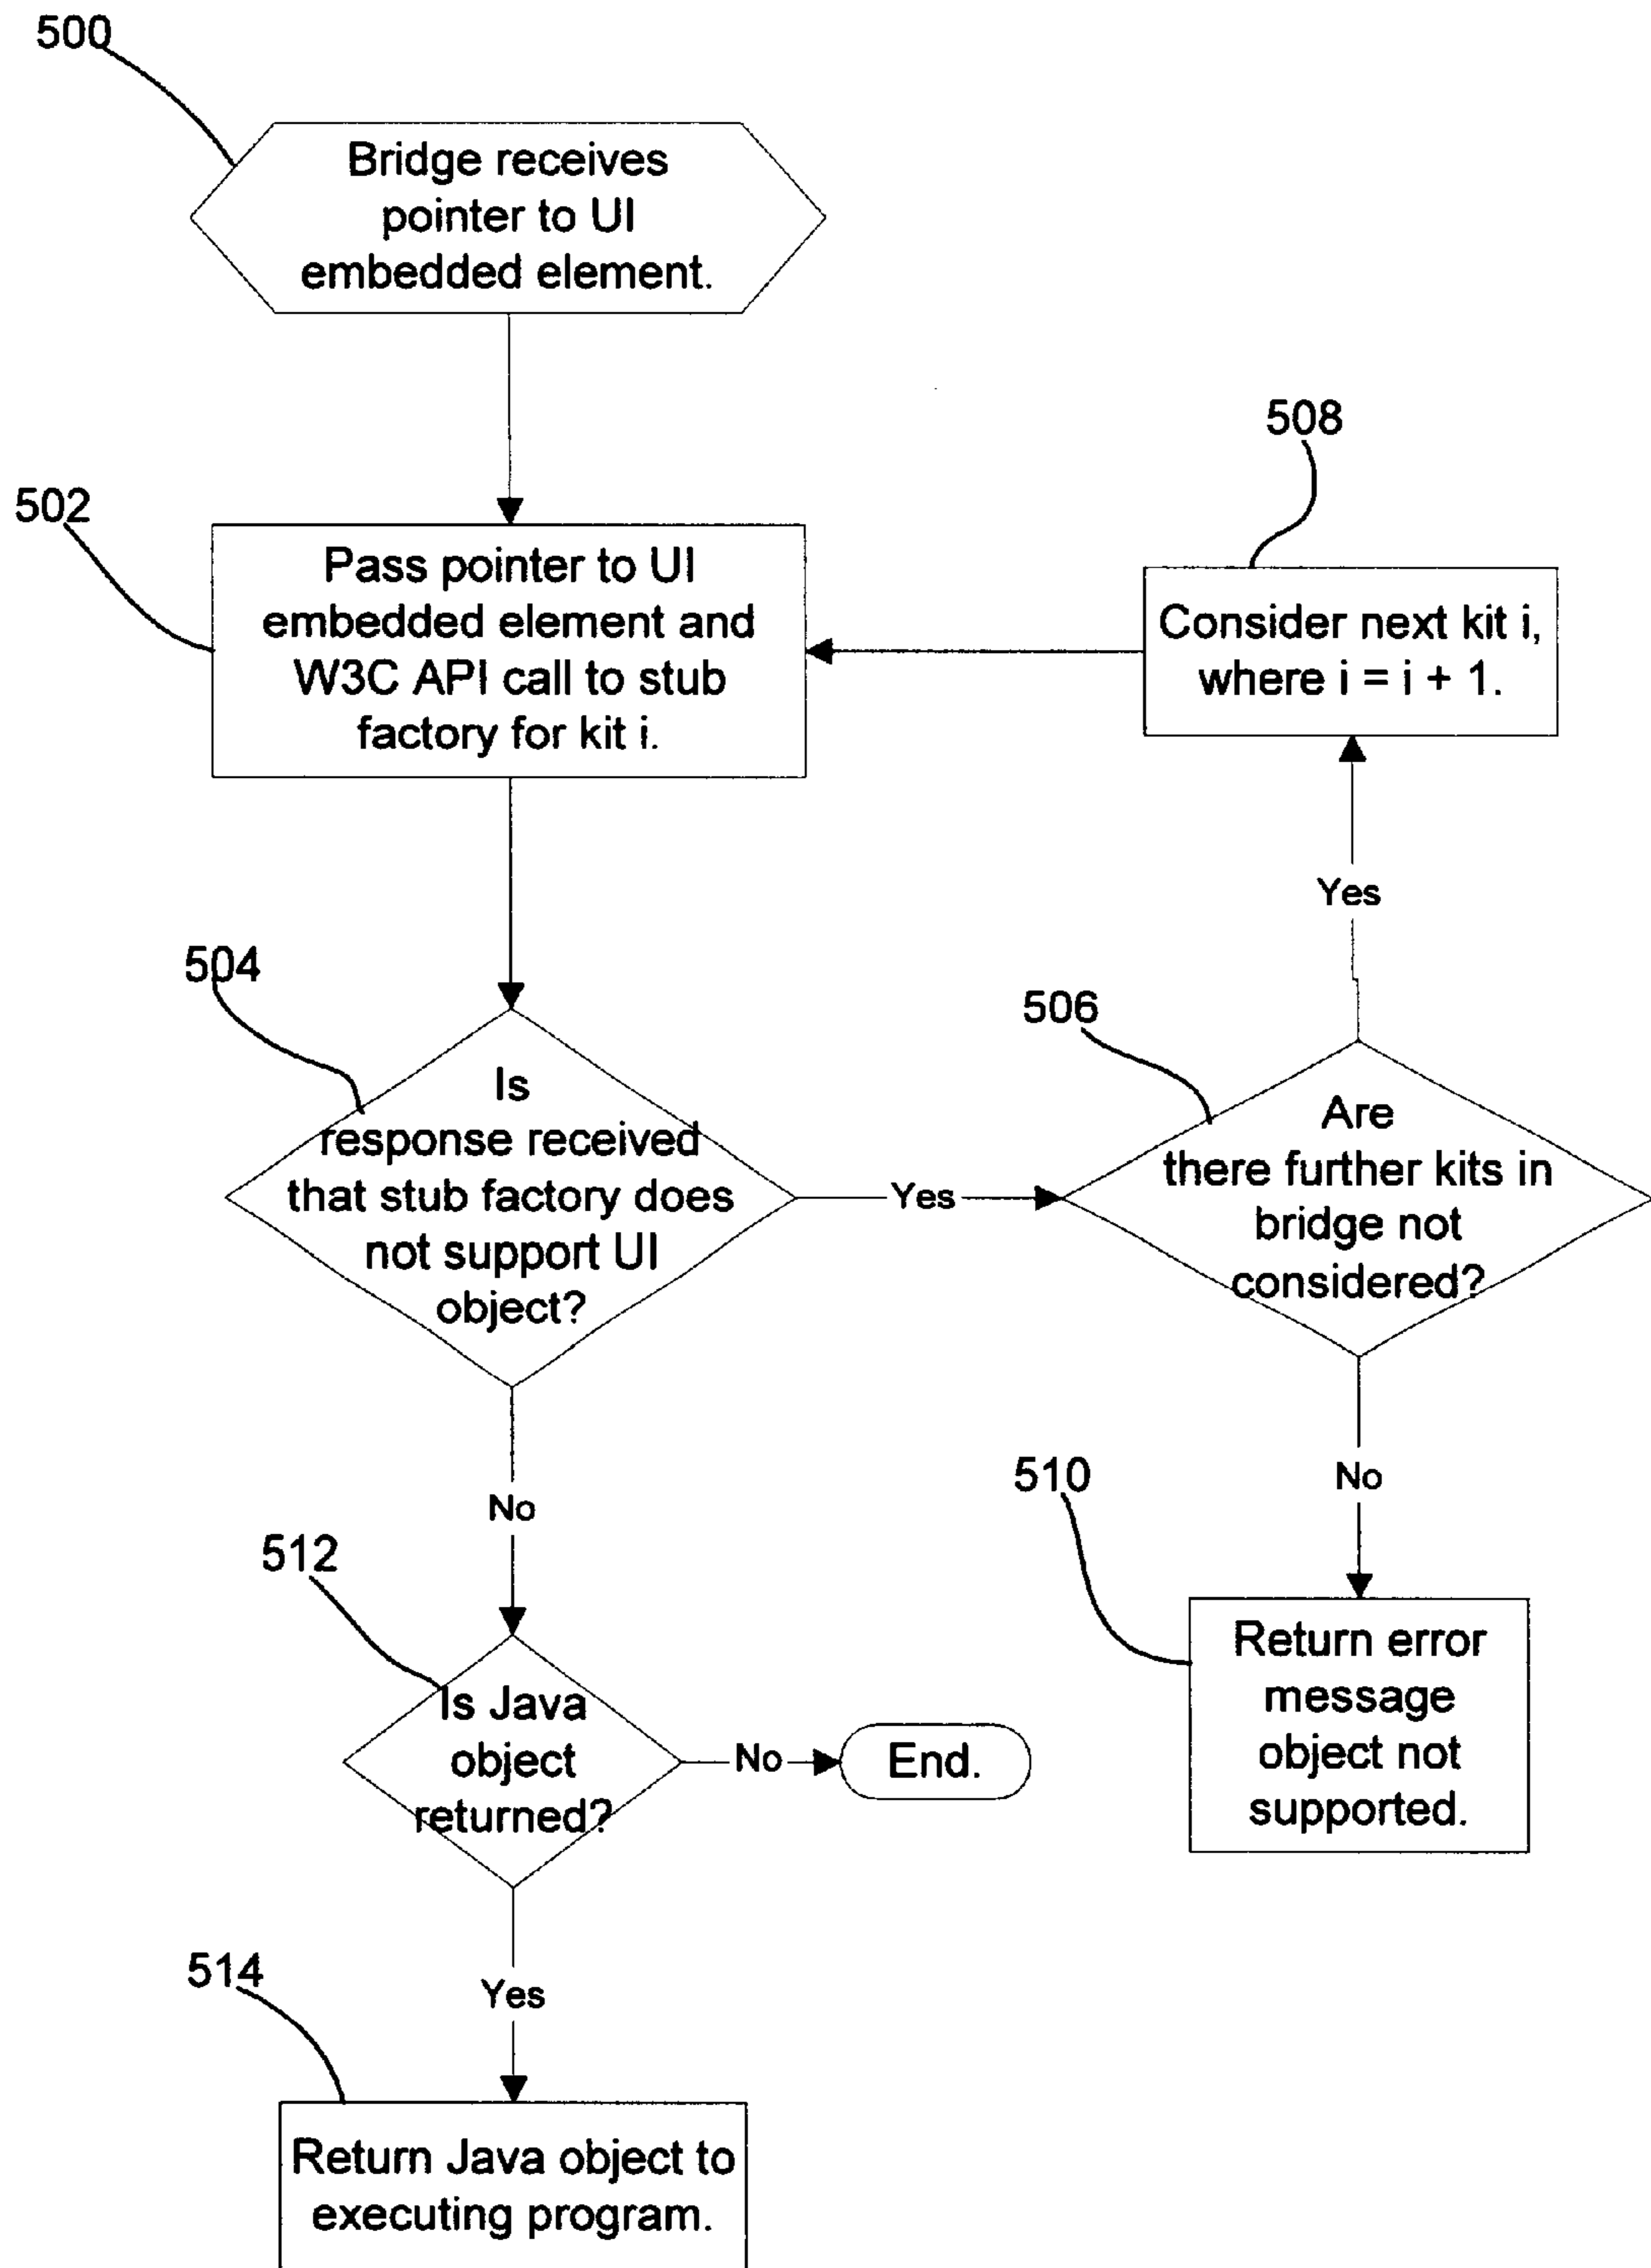 500
Bridge receives
pointer to UI
embedded element.
508
502
Pass pointer to UI
embedded element and
W3C API call to stub
factory for kit i.
Consider next kit i,
where i = i + 1.
Yes
504
506
Is
response received
that stub factory does
not support UI
object?
Yes
Are
there further kits in
bridge not
considered?
No
510
No
512
Is Java
object
returned?
No
End.
Return error
message
object not
supported.
514
Yes
Return Java object to
executing program.